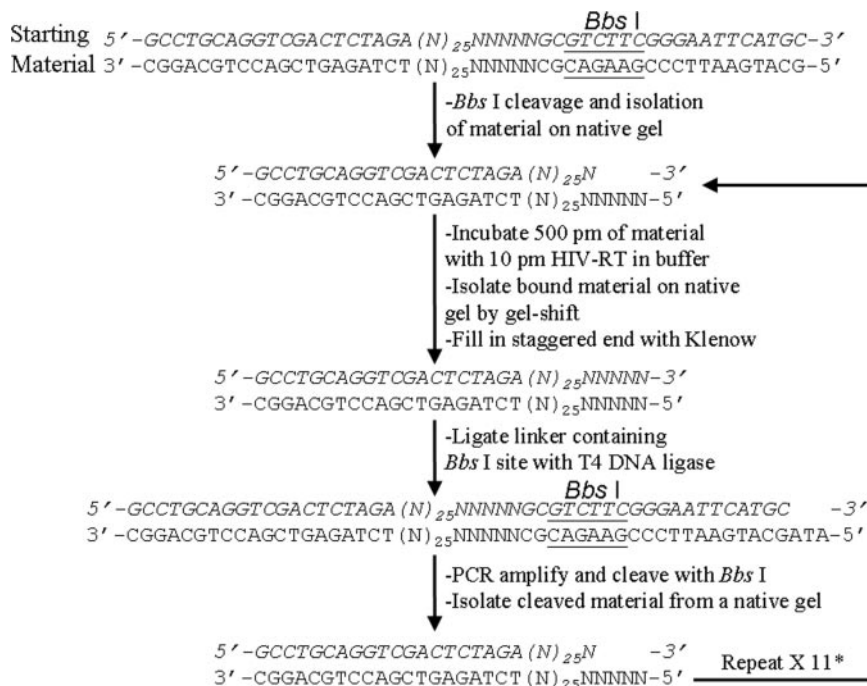 Bbs I
Starting 5'-GCCTGCAGGTCGACTCTAGA(N)25NNNNNGCGTCTTCGGGAATTCATGC-3'
Material 3'-CGGACGTCCAGCTGAGATCT(N)25NNNNNCGCAGAAGCCCTTAAGTACG-5'
-Bbs I cleavage and isolation
of material on native gel
5'-GCCTGCAGGTCGACTCTAGA(N)25N -3'
3'-CGGACGTCCAGCTGAGATCT(N)25NNNNN-5'
-Incubate 500 pm of material
with 10 pm HIV-RT in buffer
-Isolate bound material on native
gel by gel-shift
-Fill in staggered end with Klenow
5'-GCCTGCAGGTCGACTCTAGA(N)25NNNNN-3'
3'-CGGACGTCCAGCTGAGATCT(N)25NNNNN-5'
-Ligate linker containing
Bbs I site with T4 DNA ligase
Bbs I
5'-GCCTGCAGGTCGACTCTAGA(N)25NNNNNGCGTCTTCGGGAATTCATGC -3'
3'-CGGACGTCCAGCTGAGATCT(N)25NNNNNCGCAGAAGCCCTTAAGTACGATA-5'
-PCR amplify and cleave with Bbs I
-Isolate cleaved material from a native gel
5'-GCCTGCAGGTCGACTCTAGA(N)25N -3'
3'-CGGACGTCCAGCTGAGATCT(N)25NNNNN-5'
Repeat X 11*